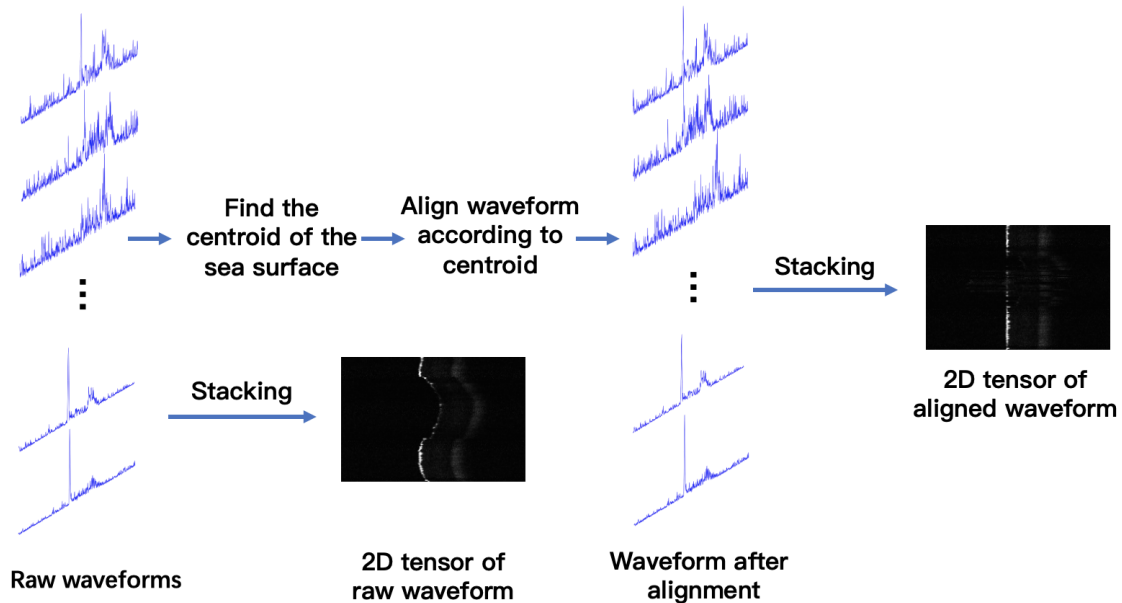 Find the
centroid of the
sea surface
Align waveform
according to
centroid
Stacking
Stacking
2D tensor of
aligned waveform
Raw waveforms
2D tensor of
raw waveform
Waveform after
alignment